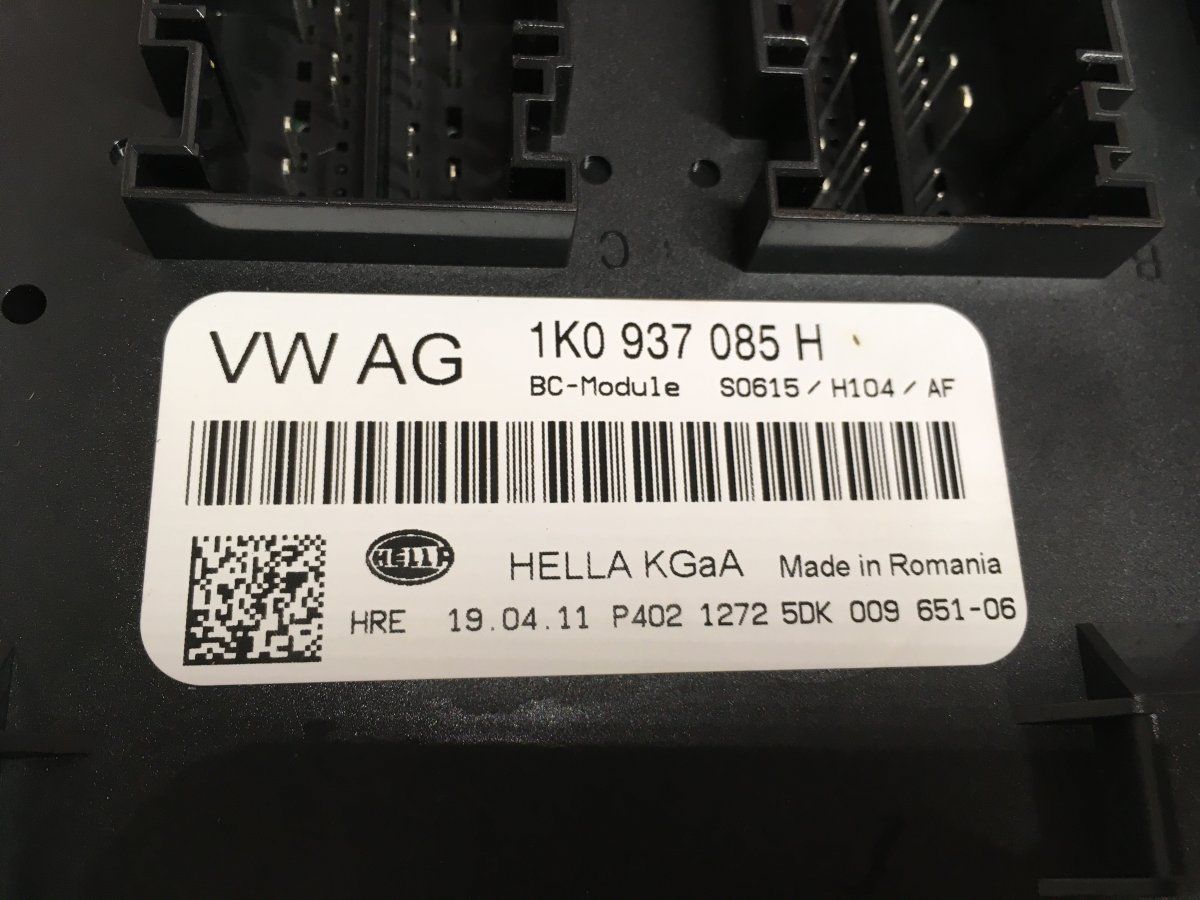 C
B
VW AG
1K0 937 085 H
BC-Module S0615 / H104 / AF
HELLA
HELLA KGaA Made in Romania
HRE 19.04.11 P402 1272 5DK 009 651-06